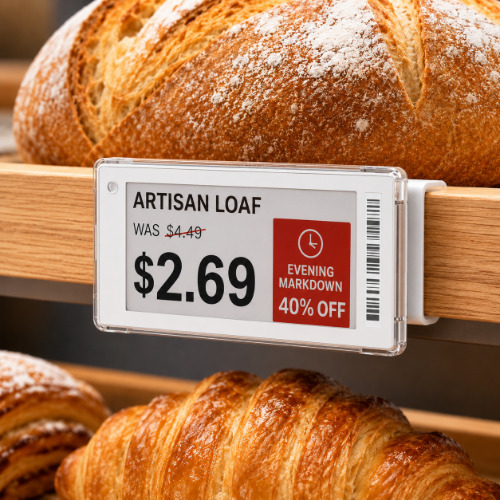 ARTISAN LOAF
WAS $4.49
$2.69
EVENING
MARKDOWN
40% OFF